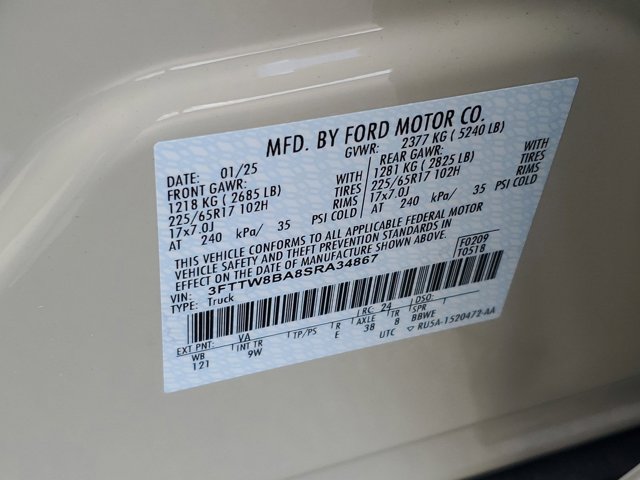 MFD. BY FORD MOTOR CO.
DATE: 01/25 GVWR: 2377 KG ( 5240 LB)
FRONT GAWR: REAR GAWR:
1218 KG ( 2685 LB) WITH 1281 KG ( 2825 LB) WITH
225/65R17 102H TIRES 225/65R17 102H TIRES
17x7.0J RIMS 17x7.0J RIMS
AT 240 kPa/ 35 PSI COLD AT 240 kPa/ 35 PSI COLD
THIS VEHICLE CONFORMS TO ALL APPLICABLE FEDERAL MOTOR
VEHICLE SAFETY AND THEFT PREVENTION STANDARDS IN
EFFECT ON THE DATE OF MANUFACTURE SHOWN ABOVE.
VIN: 3FTTW8BA8SRA34867 F0209
TYPE: Truck T0518
EXT PNT: VA LRC: 24 DSO:
WB INT TR TP/PS R AXLE TR SPR
121 9W E 38 8 BBWE
UTC ▽ RU5A-1520472-AA